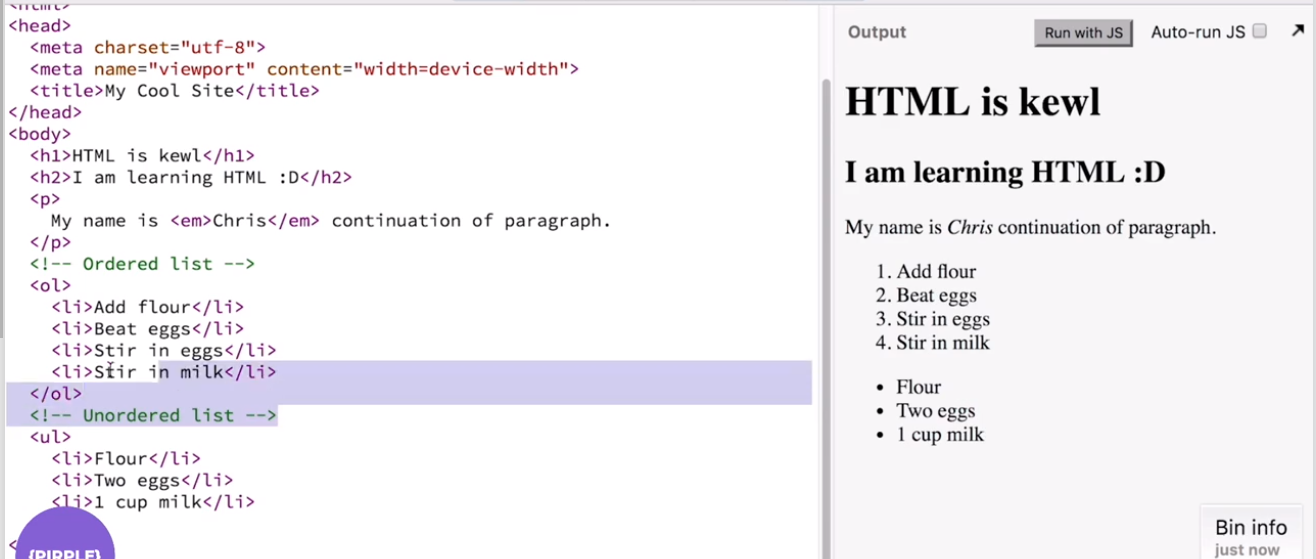 <html>
<head>
<meta charset="utf-8">
<meta name="viewport" content="width=device-width">
<title>My Cool Site</title>
</head>
<body>
<h1>HTML is kewl</h1>
<h2>I am learning HTML :D</h2>
<p>
My name is <em>Chris</em> continuation of paragraph.
</p>
<!-- Ordered list -->
<ol>
<li>Add flour</li>
<li>Beat eggs</li>
<li>Stir in eggs</li>
<li>Stir in milk</li>
</ol>
<!-- Unordered list -->
<ul>
<li>Flour</li>
<li>Two eggs</li>
<li>1 cup milk</li>
<
{PIRPLE}
Output
Run with JS
Auto-run JS
HTML is kewl
I am learning HTML :D
My name is Chris continuation of paragraph.
1. Add flour
2. Beat eggs
3. Stir in eggs
4. Stir in milk
• Flour
• Two eggs
• 1 cup milk
Bin info
just now